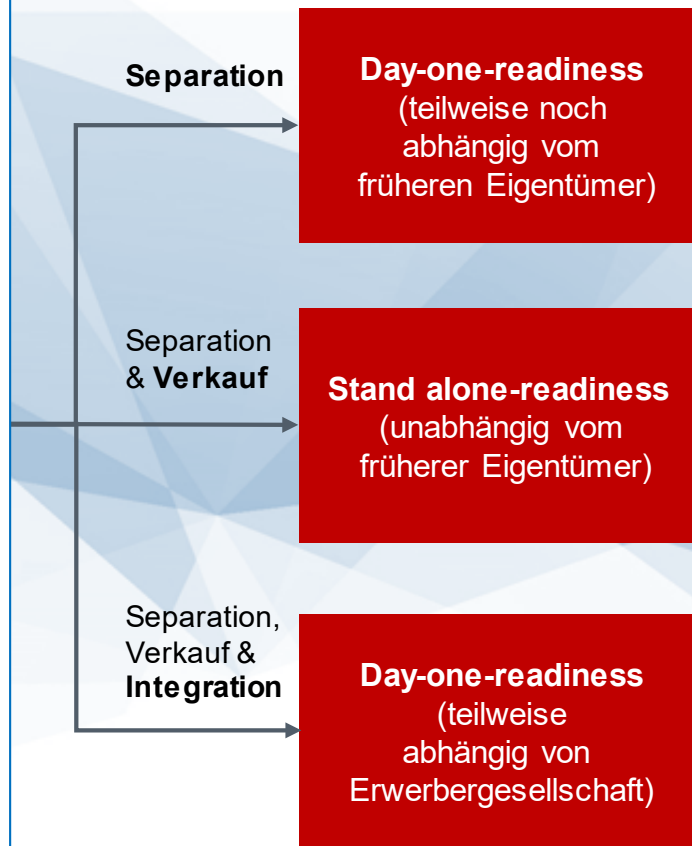 Separation
Day-one-readiness
(teilweise noch
abhängig vom
früheren Eigentümer)
Separation
& Verkauf
Stand alone-readiness
(unabhängig vom
früherer Eigentümer)
Separation,
Verkauf &
Integration
Day-one-readiness
(teilweise
abhängig von
Erwerbergesellschaft)